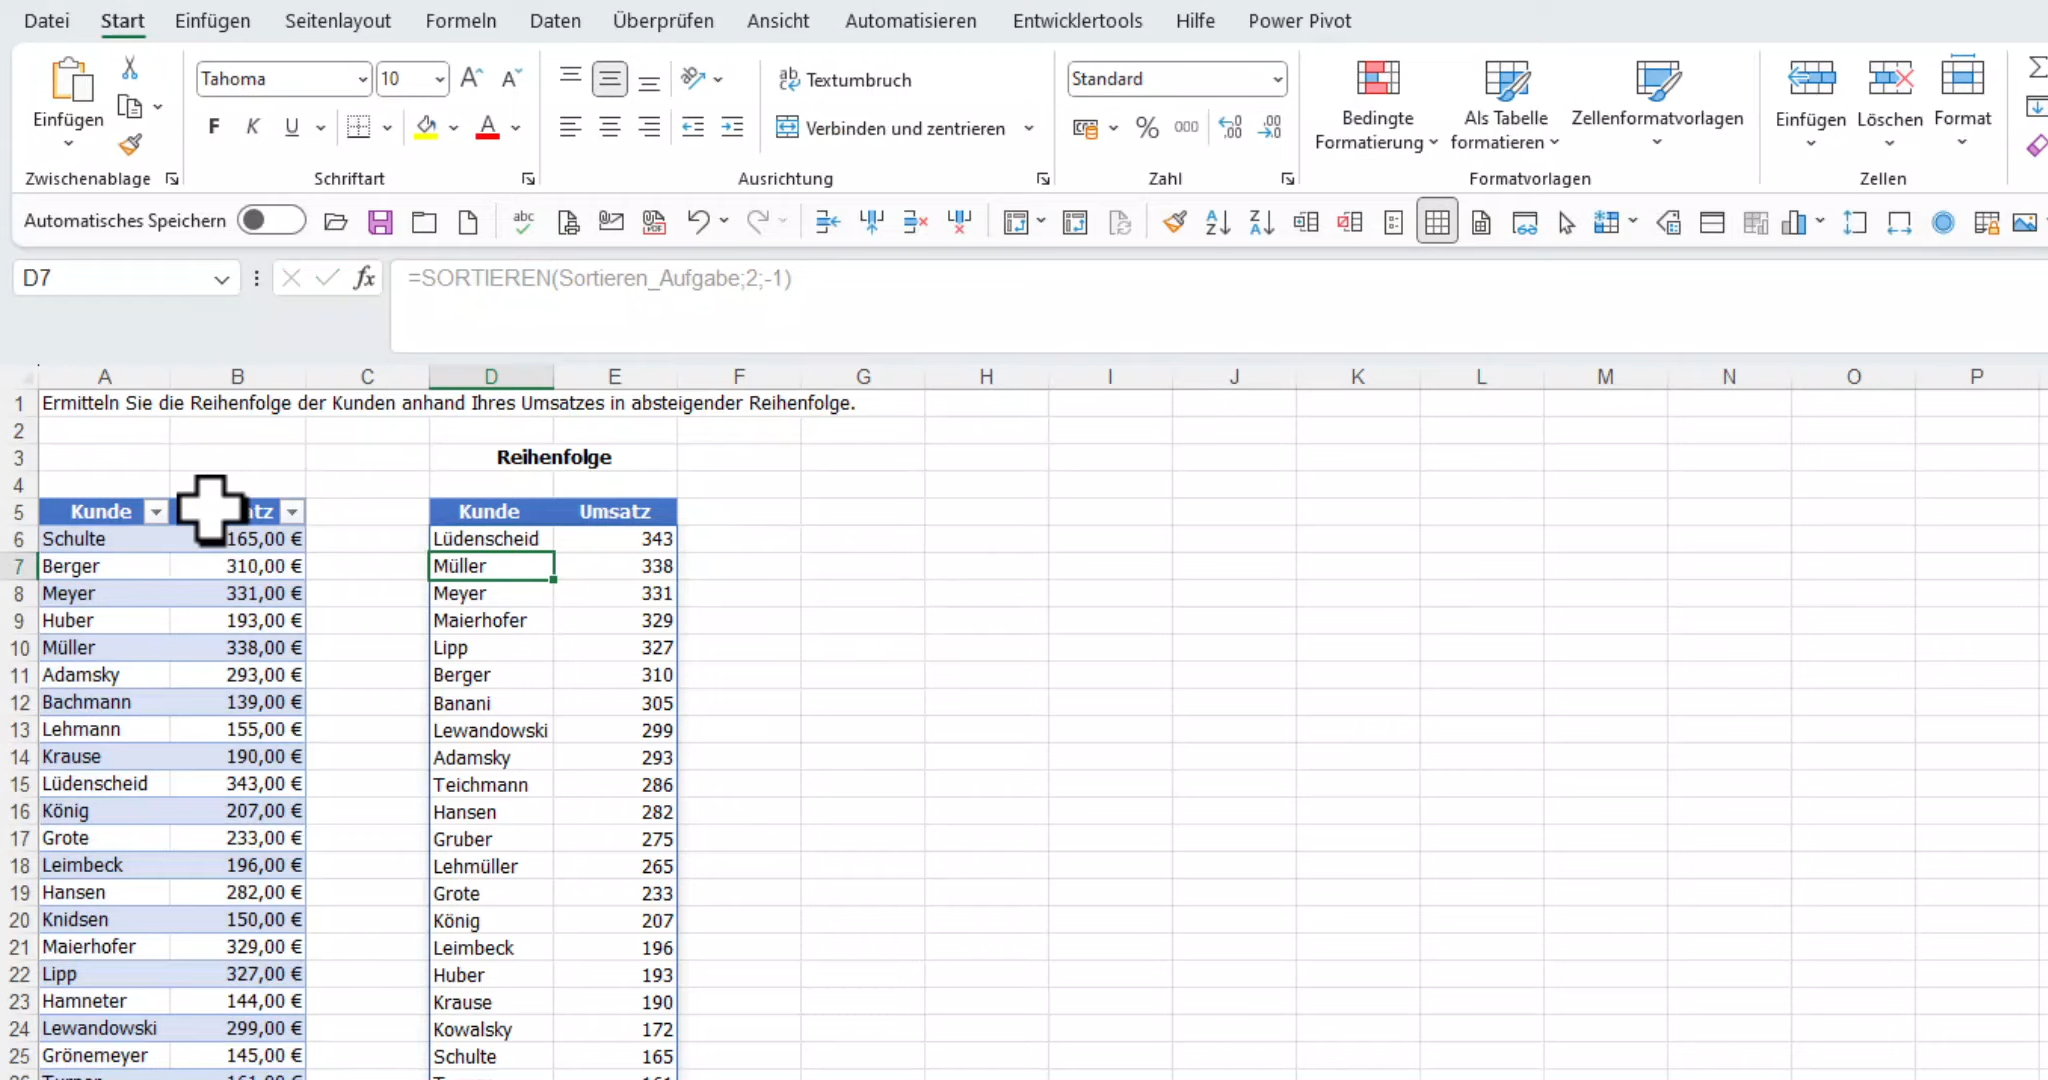 Datei Start Einfügen Seitenlayout Formeln Daten Überprüfen Ansicht Automatisieren Entwicklertools Hilfe Power Pivot
Tahoma 10 Textumbruch Standard
Einfügen Bedingte Als Tabelle Zellenformatvorlagen Einfügen Löschen Format
F K U A Verbinden und zentrieren % 000 Formatierung formatieren
Zwischenablage Schriftart Ausrichtung Zahl Formatvorlagen Zellen
Automatisches Speichern
D7 fx =SORTIEREN(Sortieren_Aufgabe;2;-1)
A B C D E F G H I J K L M N O P
1 Ermitteln Sie die Reihenfolge der Kunden anhand Ihres Umsatzes in absteigender Reihenfolge.
2
3 Reihenfolge
4
5 Kunde atz Kunde Umsatz
6 Schulte 165,00 € Lüdenscheid 343
7 Berger 310,00 € Müller 338
8 Meyer 331,00 € Meyer 331
9 Huber 193,00 € Maierhofer 329
10 Müller 338,00 € Lipp 327
11 Adamsky 293,00 € Berger 310
12 Bachmann 139,00 € Banani 305
13 Lehmann 155,00 € Lewandowski 299
14 Krause 190,00 € Adamsky 293
15 Lüdenscheid 343,00 € Teichmann 286
16 König 207,00 € Hansen 282
17 Grote 233,00 € Gruber 275
18 Leimbeck 196,00 € Lehmüller 265
19 Hansen 282,00 € Grote 233
20 Knidsen 150,00 € König 207
21 Maierhofer 329,00 € Leimbeck 196
22 Lipp 327,00 € Huber 193
23 Hamneter 144,00 € Krause 190
24 Lewandowski 299,00 € Kowalsky 172
25 Grönemeyer 145,00 € Schulte 165